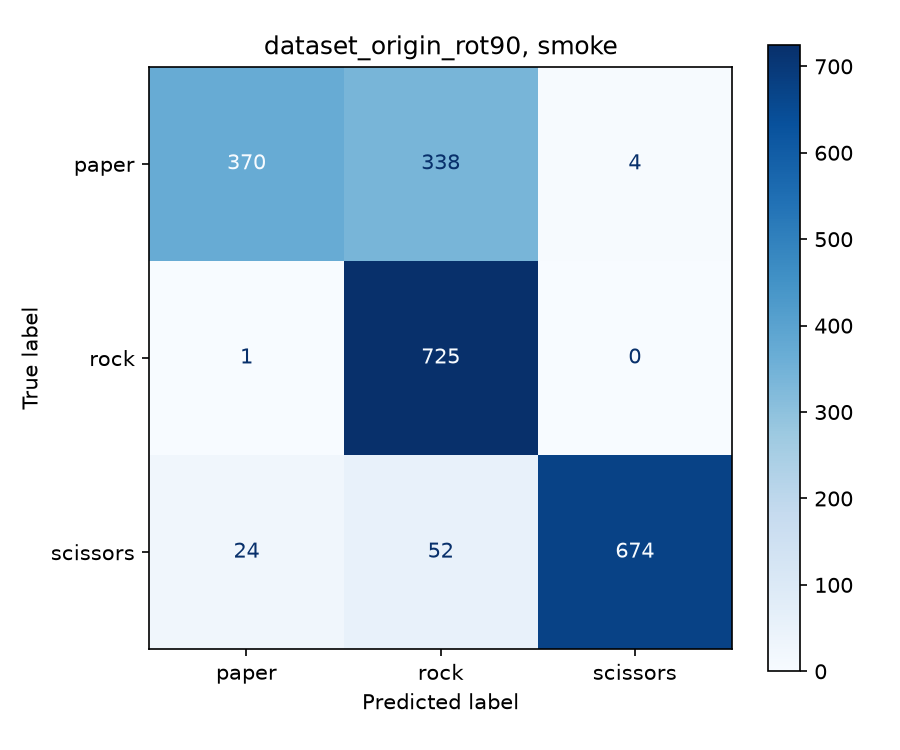 dataset_origin_rot90, smoke
700
600
500
400
300
200
100
0
True label
paper
370 338 4
rock
1 725 0
scissors
24 52 674
paper rock scissors
Predicted label